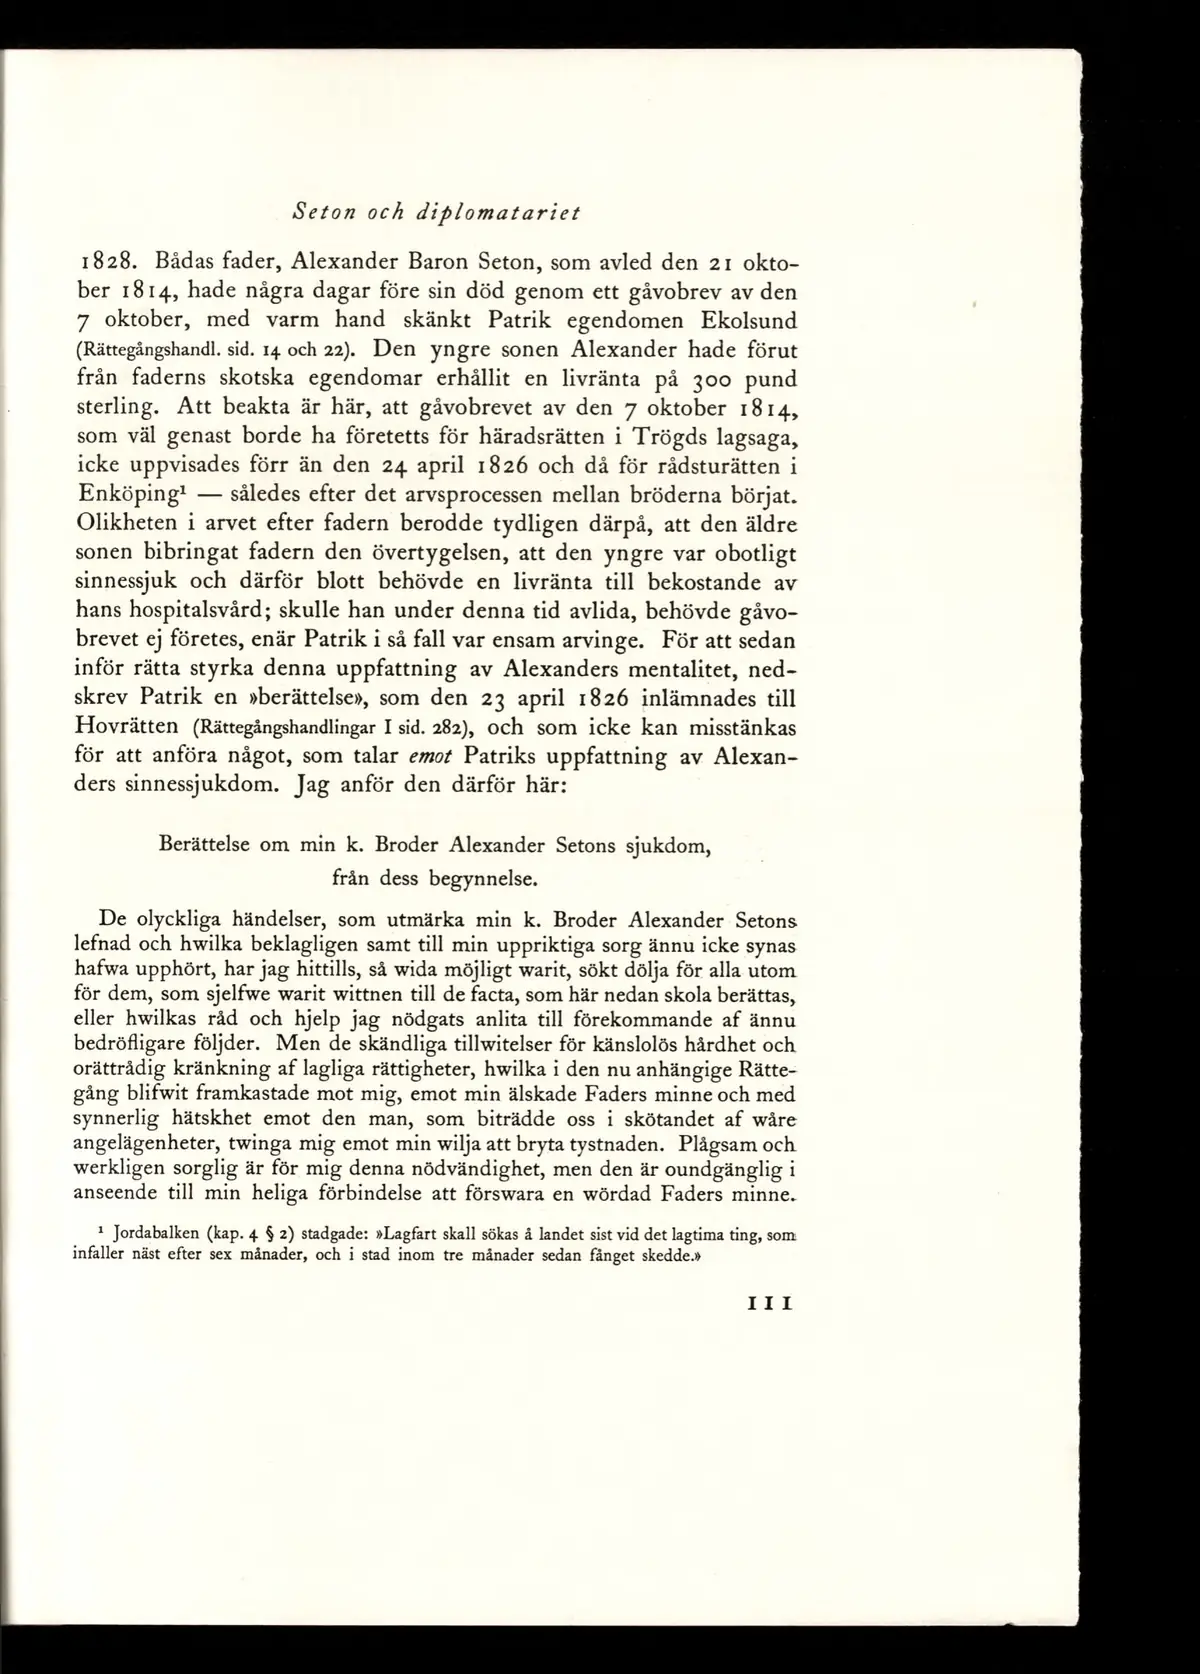 Seton och diplomatariet
1828. Bådas fader, Alexander Baron Seton, som avled den 21 okto-
ber 1814, hade några dagar före sin död genom ett gåvobrev av den
7 oktober, med varm hand skänkt Patrik egendomen Ekolsund
(Rättegångshandl. sid. 14 och 22). Den yngre sonen Alexander hade förut
från faderns skotska egendomar erhållit en livränta på 300 pund
sterling. Att beakta är här, att gåvobrevet av den 7 oktober 1814,
som väl genast borde ha företetts för häradsrätten i Trögds lagsaga,
icke uppvisades förr än den 24 april 1826 och då för rådsturätten i
Enköping¹ — således efter det arvsprocessen mellan bröderna börjat.
Olikheten i arvet efter fadern berodde tydligen därpå, att den äldre
sonen bibringat fadern den övertygelsen, att den yngre var obotligt
sinnessjuk och därför blott behövde en livränta till bekostande av
hans hospitalsvård; skulle han under denna tid avlida, behövde gåvo-
brevet ej företes, enär Patrik i så fall var ensam arvinge. För att sedan
inför rätta styrka denna uppfattning av Alexanders mentalitet, ned-
skrev Patrik en »berättelse», som den 23 april 1826 inlämnades till
Hovrätten (Rättegångshandlingar I sid. 282), och som icke kan misstänkas
för att anföra något, som talar emot Patriks uppfattning av Alexan-
ders sinnessjukdom. Jag anför den därför här:
Berättelse om min k. Broder Alexander Setons sjukdom,
från dess begynnelse.
De olyckliga händelser, som utmärka min k. Broder Alexander Setons
lefnad och hwilka beklagligen samt till min uppriktiga sorg ännu icke synas
hafwa upphört, har jag hittills, så wida möjligt warit, sökt dölja för alla utom
för dem, som sjelfwe warit wittnen till de facta, som här nedan skola berättas,
eller hwilkas råd och hjelp jag nödgats anlita till förekommande af ännu
bedröfligare följder. Men de skändliga tillwitelser för känslolös hårdhet och
orättrådig kränkning af lagliga rättigheter, hwilka i den nu anhängige Rätte-
gång blifwit framkastade mot mig, emot min älskade Faders minne och med
synnerlig hätskhet emot den man, som biträdde oss i skötandet af wåre
angelägenheter, twinga mig emot min wilja att bryta tystnaden. Plågsam och
werkligen sorglig är för mig denna nödvändighet, men den är oundgänglig i
anseende till min heliga förbindelse att förswara en wördad Faders minne.
¹ Jordabalken (kap. 4 § 2) stadgade: »Lagfart skall sökas å landet sist vid det lagtima ting, som
infaller näst efter sex månader, och i stad inom tre månader sedan fånget skedde.»
111